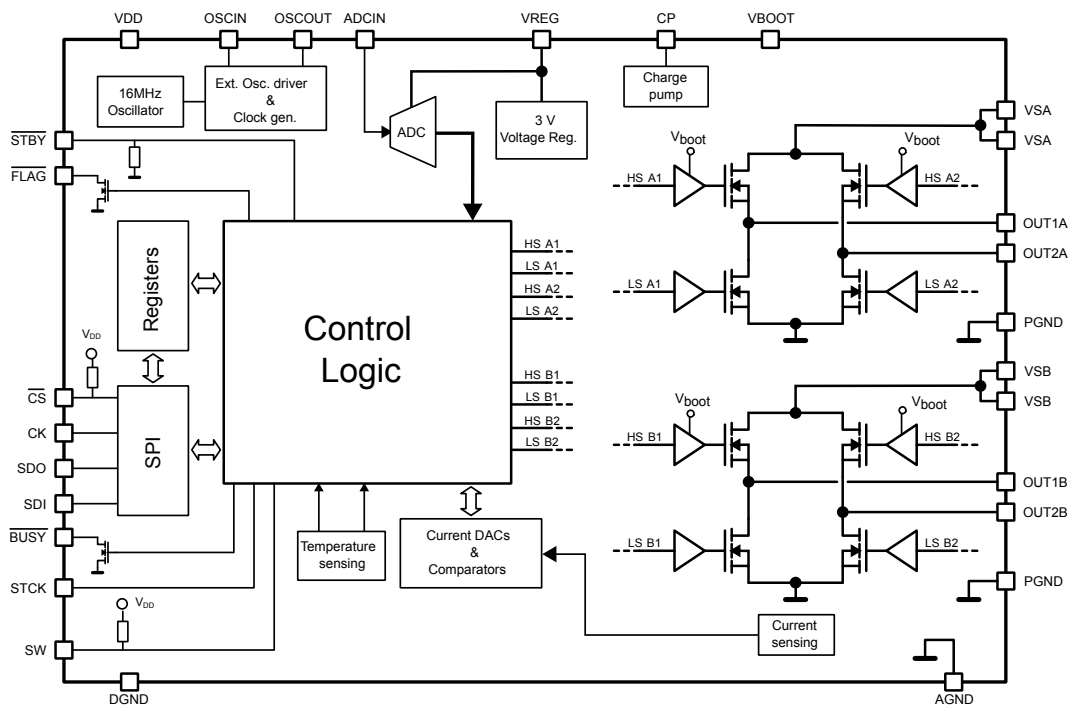 VDD
OSCIN
OSCOUT
ADCIN
VREG
CP
VBOOT
16MHz
Oscillator
Ext. Osc. driver
&
Clock gen.
ADC
3 V
Voltage Reg.
Charge
pump
VSA
VSA
STBY
FLAG
Vboot
Vboot
HS A1
HS A2
OUT1A
OUT2A
LS A1
LS A2
PGND
Registers
Control
Logic
HS A1
LS A1
HS A2
LS A2
HS B1
LS B1
HS B2
LS B2
VDD
CS
CK
SDO
SDI
SPI
VSB
VSB
Vboot
Vboot
HS B1
HS B2
OUT1B
OUT2B
LS B1
LS B2
PGND
BUSY
STCK
VDD
SW
Temperature
sensing
Current DACs
&
Comparators
Current
sensing
DGND
AGND